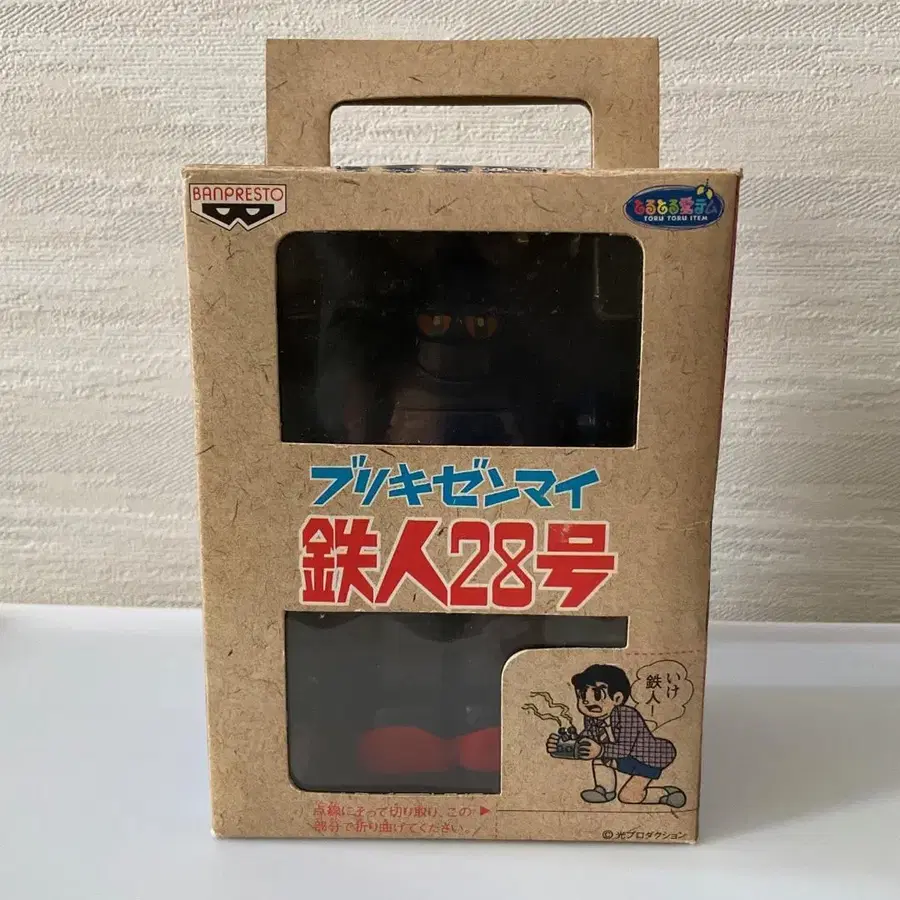 BANPRESTO
とるとる愛テム
TORU TORU ITEM
ブリキゼンマイ
鉄人28号
いけ
鉄人!
点線にそって切り取り、この▶
部分で折り曲げてください。
©光プロダクション